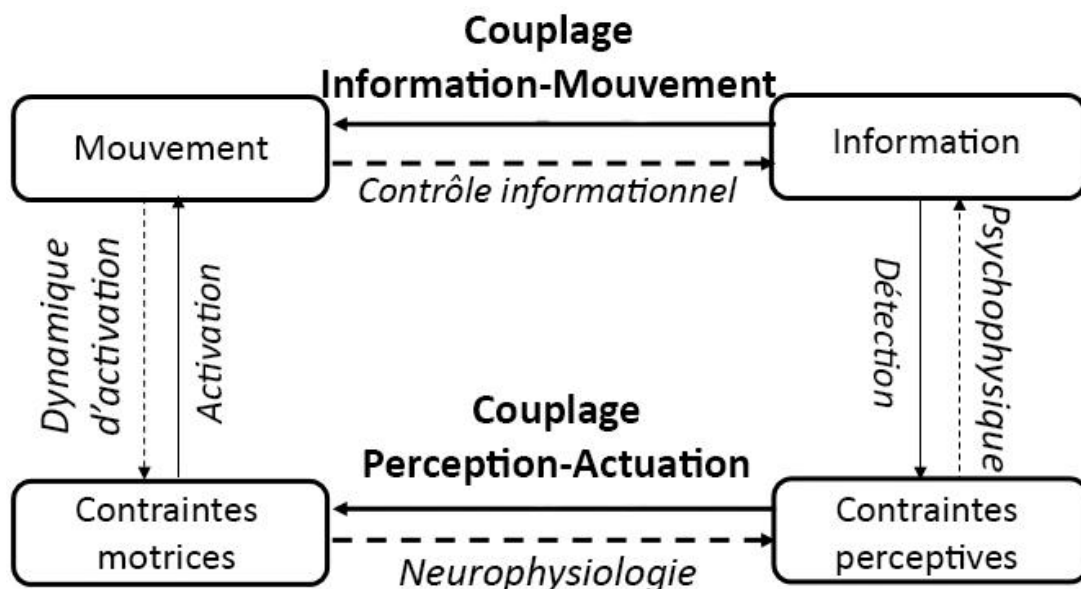 Couplage
Information-Mouvement
Mouvement
Information
Contrôle informationnel
Dynamique
d’activation
Activation
Détection
Psychophysique
Couplage
Perception-Actuation
Contraintes
motrices
Contraintes
perceptives
Neurophysiologie